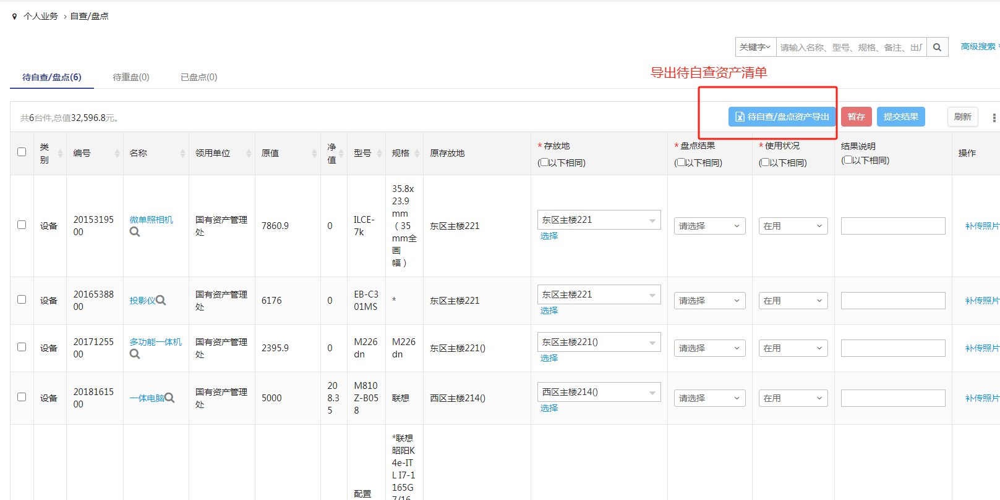 个人业务 > 自查/盘点
关键字 请输入名称、型号、规格、备注、出厂 高级搜索
导出待自查资产清单
待自查/盘点(6) 待重盘(0) 已盘点(0)
共6台件,总值32,596.8元。 待自查/盘点资产导出 暂存 提交结果 刷新
类别 编号 名称 领用单位 原值 净值 型号 规格 原存放地 *存放地 (以下相同) *盘点结果 (以下相同) *使用状况 (以下相同) 结果说明 (以下相同) 操作
设备 2015319500 微单照相机 国有资产管理处 7860.9 0 ILCE-7k 35.8x23.9mm（35mm全画幅） 东区主楼221 东区主楼221 选择 请选择 在用 补传照片
设备 2016538800 投影仪 国有资产管理处 6176 0 EB-C301MS * 东区主楼221 东区主楼221 选择 请选择 在用 补传照片
设备 2017125500 多功能一体机 国有资产管理处 2395.9 0 M226dn M226dn 东区主楼221() 东区主楼221() 选择 请选择 在用 补传照片
设备 2018161500 一体电脑 国有资产管理处 5000 208.35 M810Z-B058 联想 西区主楼214() 西区主楼214() 选择 请选择 在用 补传照片
配置 *联想昭阳K4e-ITL I7-1165G7/16